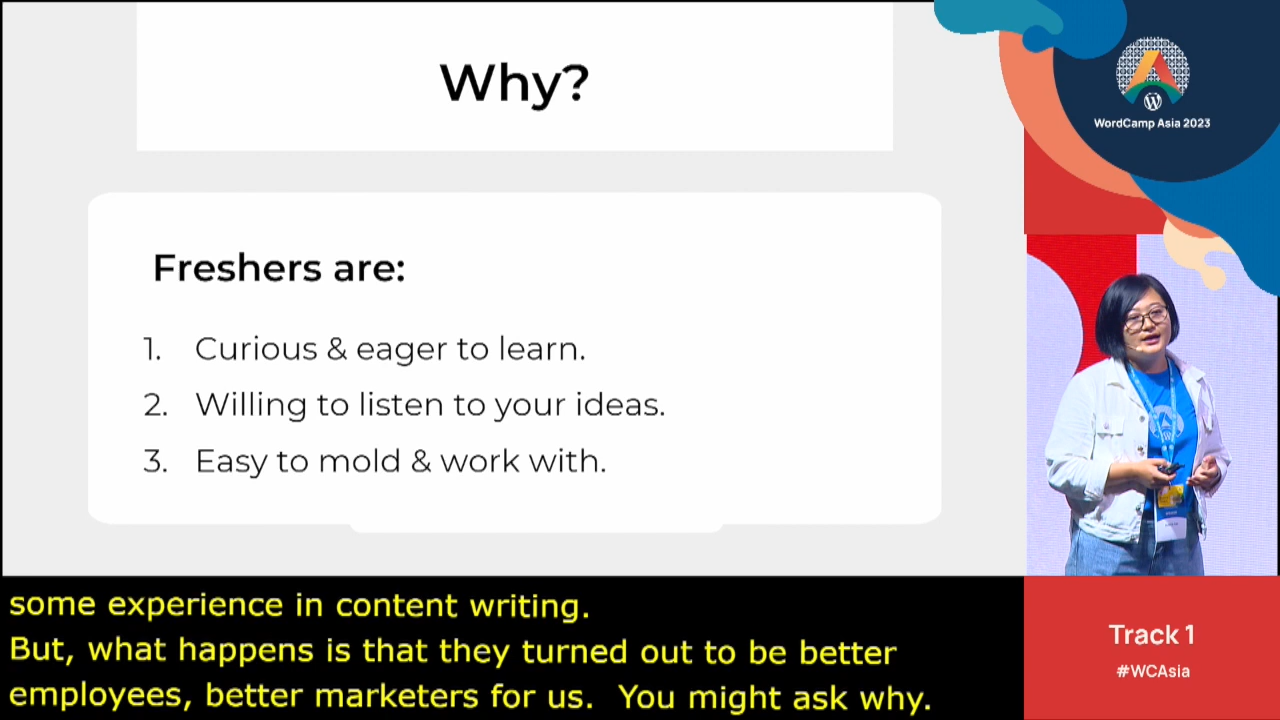 Why?
Freshers are:
1. Curious & eager to learn.
2. Willing to listen to your ideas.
3. Easy to mold & work with.
WordCamp Asia 2023
some experience in content writing.
But, what happens is that they turned out to be better
employees, better marketers for us.  You might ask why.
Track 1
#WCAsia